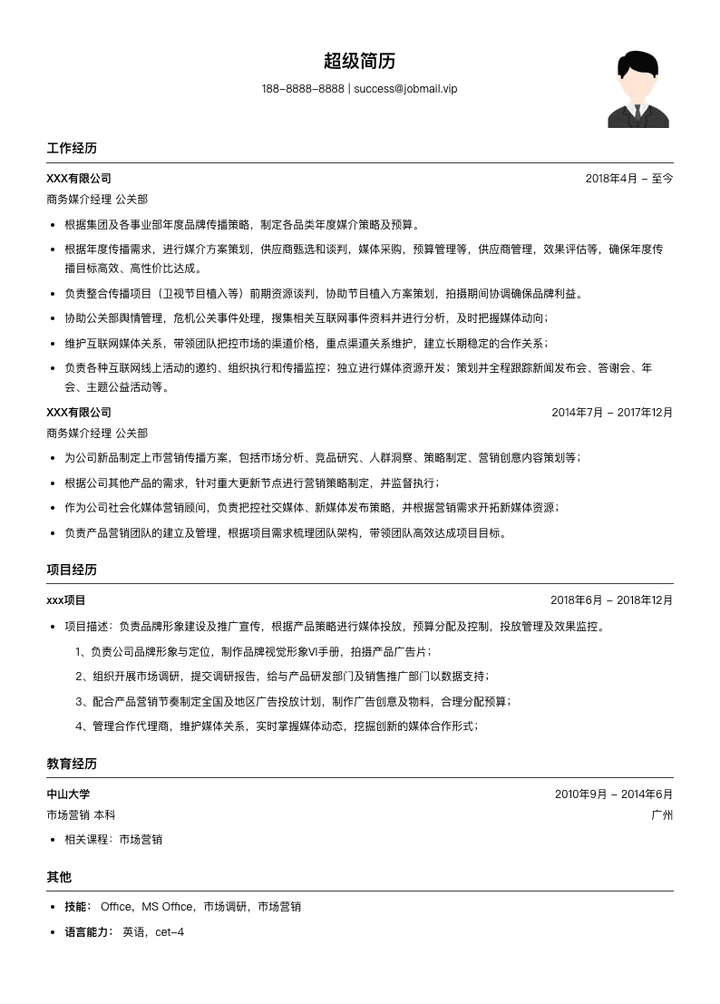 超级简历
188-8888-8888 | success@jobmail.vip
工作经历
XXX有限公司 2018年4月 - 至今
商务媒介经理 公关部
• 根据集团及各事业部年度品牌传播策略，制定各品类年度媒介策略及预算。
• 根据年度传播需求，进行媒介方案策划，供应商甄选和谈判，媒体采购，预算管理等，供应商管理，效果评估等，确保年度传
播目标高效、高性价比达成。
• 负责整合传播项目（卫视节目植入等）前期资源谈判，协助节目植入方案策划，拍摄期间协调确保品牌利益。
• 协助公关部舆情管理，危机公关事件处理，搜集相关互联网事件资料并进行分析，及时把握媒体动向；
• 维护互联网媒体关系，带领团队把控市场的渠道价格，重点渠道关系维护，建立长期稳定的合作关系；
• 负责各种互联网线上活动的邀约、组织执行和传播监控；独立进行媒体资源开发；策划并全程跟踪新闻发布会、答谢会、年
会、主题公益活动等。
XXX有限公司 2014年7月 - 2017年12月
商务媒介经理 公关部
• 为公司新品制定上市营销传播方案，包括市场分析、竞品研究、人群洞察、策略制定、营销创意内容策划等；
• 根据公司其他产品的需求，针对重大更新节点进行营销策略制定，并监督执行；
• 作为公司社会化媒体营销顾问，负责把控社交媒体、新媒体发布策略，并根据营销需求开拓新媒体资源；
• 负责产品营销团队的建立及管理，根据项目需求梳理团队架构，带领团队高效达成项目目标。
项目经历
xxx项目 2018年6月 - 2018年12月
• 项目描述：负责品牌形象建设及推广宣传，根据产品策略进行媒体投放，预算分配及控制，投放管理及效果监控。
1、负责公司品牌形象与定位，制作品牌视觉形象VI手册，拍摄产品广告片；
2、组织开展市场调研，提交调研报告，给与产品研发部门及销售推广部门以数据支持；
3、配合产品营销节奏制定全国及地区广告投放计划，制作广告创意及物料，合理分配预算；
4、管理合作代理商，维护媒体关系，实时掌握媒体动态，挖掘创新的媒体合作形式；
教育经历
中山大学 2010年9月 - 2014年6月
市场营销 本科 广州
• 相关课程：市场营销
其他
• 技能： Office，MS Office，市场调研，市场营销
• 语言能力： 英语，cet-4